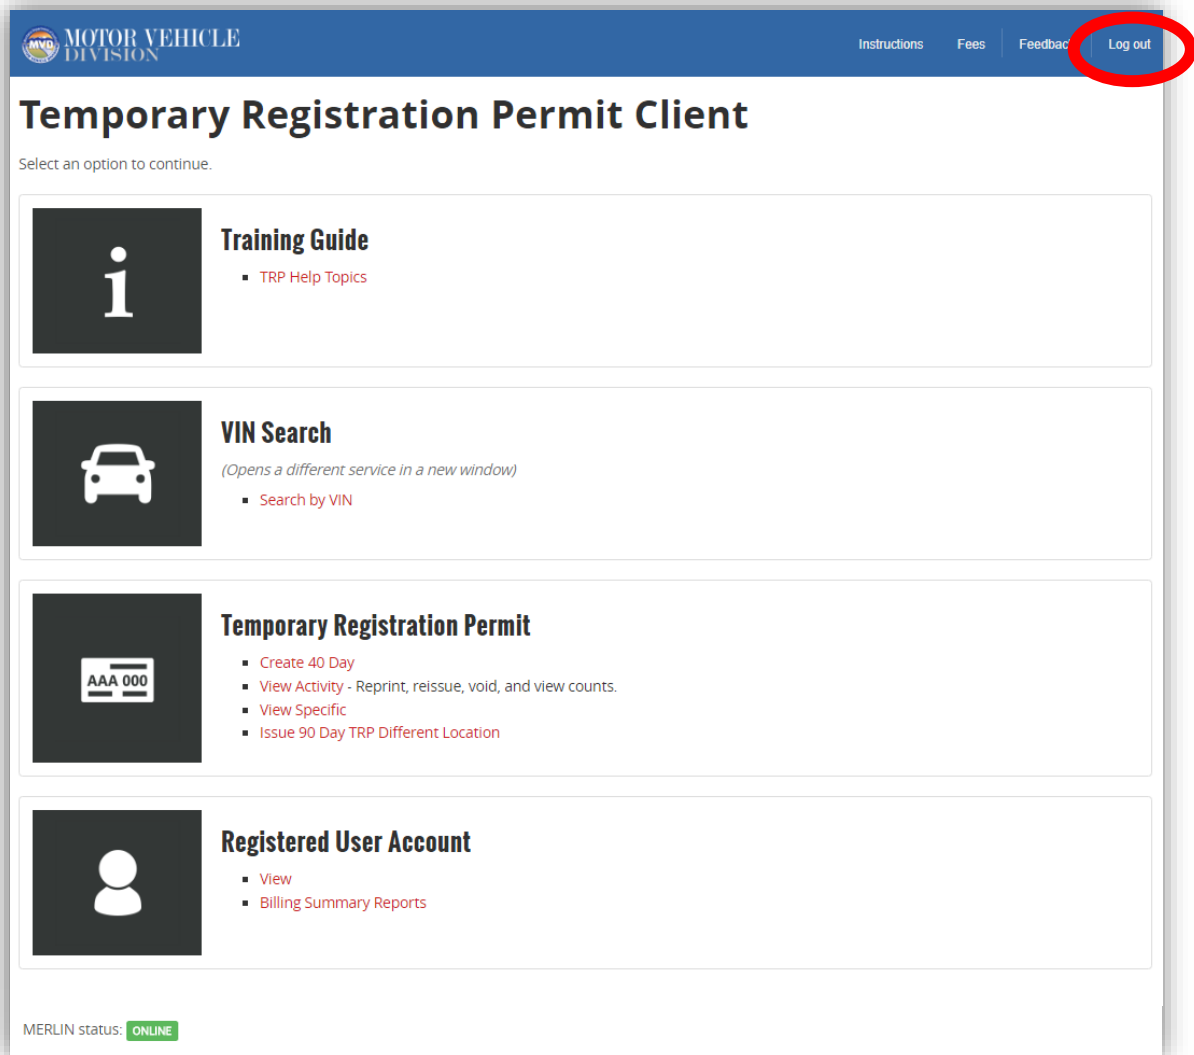 MVD
MOTOR VEHICLE
DIVISION
Instructions Fees Feedback Log out
Temporary Registration Permit Client
Select an option to continue.
i
Training Guide
TRP Help Topics
VIN Search
(Opens a different service in a new window)
Search by VIN
AAA 000
Temporary Registration Permit
Create 40 Day
View Activity - Reprint, reissue, void, and view counts.
View Specific
Issue 90 Day TRP Different Location
Registered User Account
View
Billing Summary Reports
MERLIN status: ONLINE